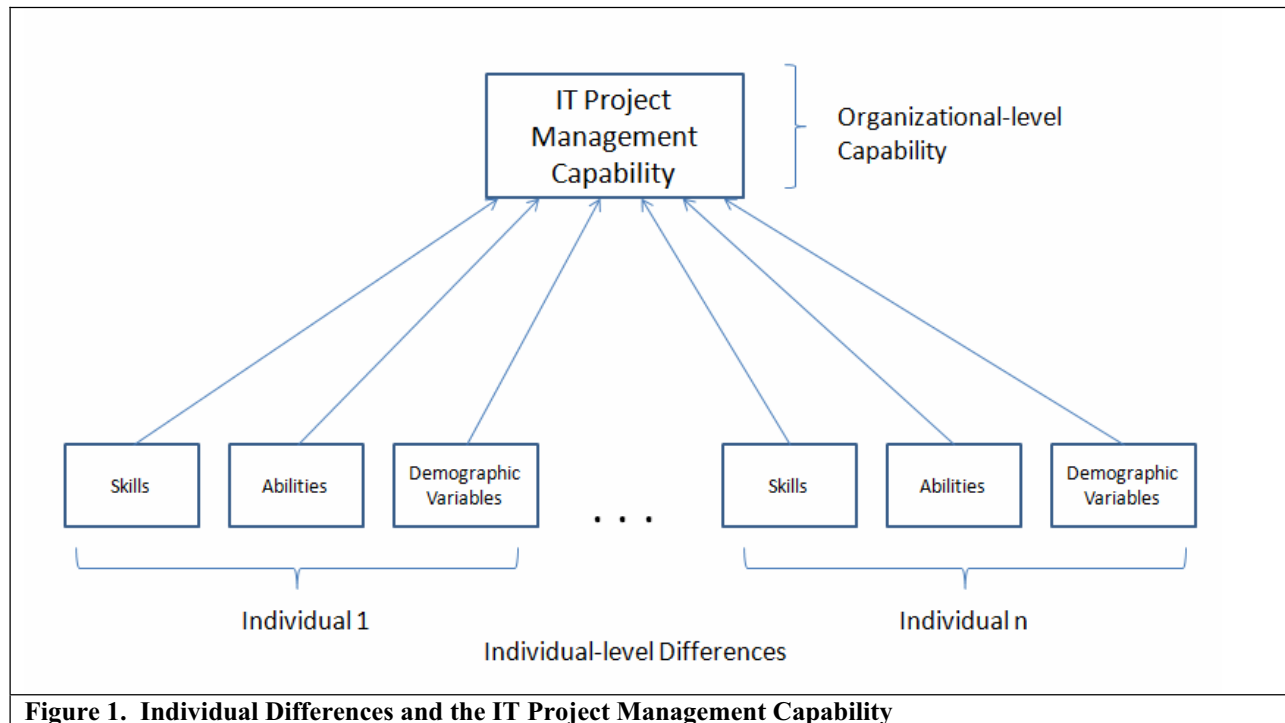 IT Project
Management
Capability
Organizational-level
Capability
Skills
Abilities
Demographic
Variables
. . .
Skills
Abilities
Demographic
Variables
Individual 1
Individual n
Individual-level Differences
Figure 1.  Individual Differences and the IT Project Management Capability